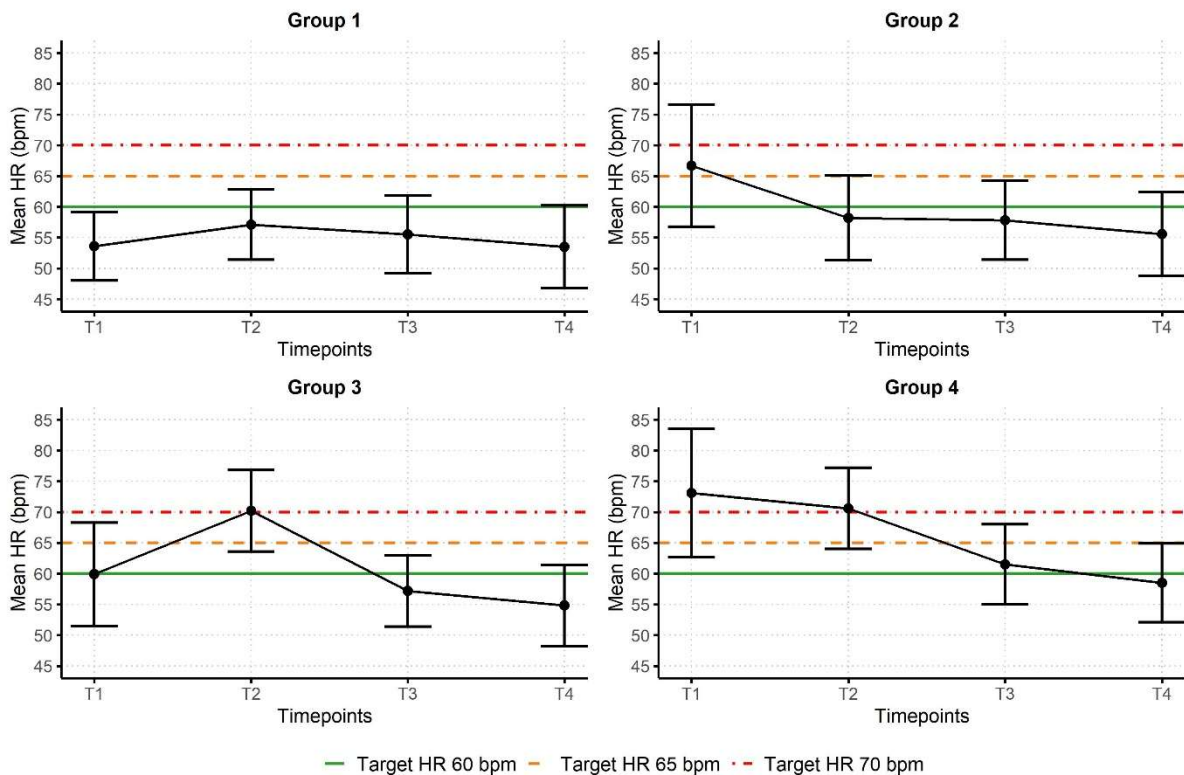 Group 1
Mean HR (bpm)
85
80
75
70
65
60
55
50
45
T1 T2 T3 T4
Timepoints
Group 2
Mean HR (bpm)
85
80
75
70
65
60
55
50
45
T1 T2 T3 T4
Timepoints
Group 3
Mean HR (bpm)
85
80
75
70
65
60
55
50
45
T1 T2 T3 T4
Timepoints
Group 4
Mean HR (bpm)
85
80
75
70
65
60
55
50
45
T1 T2 T3 T4
Timepoints
Target HR 60 bpm Target HR 65 bpm Target HR 70 bpm